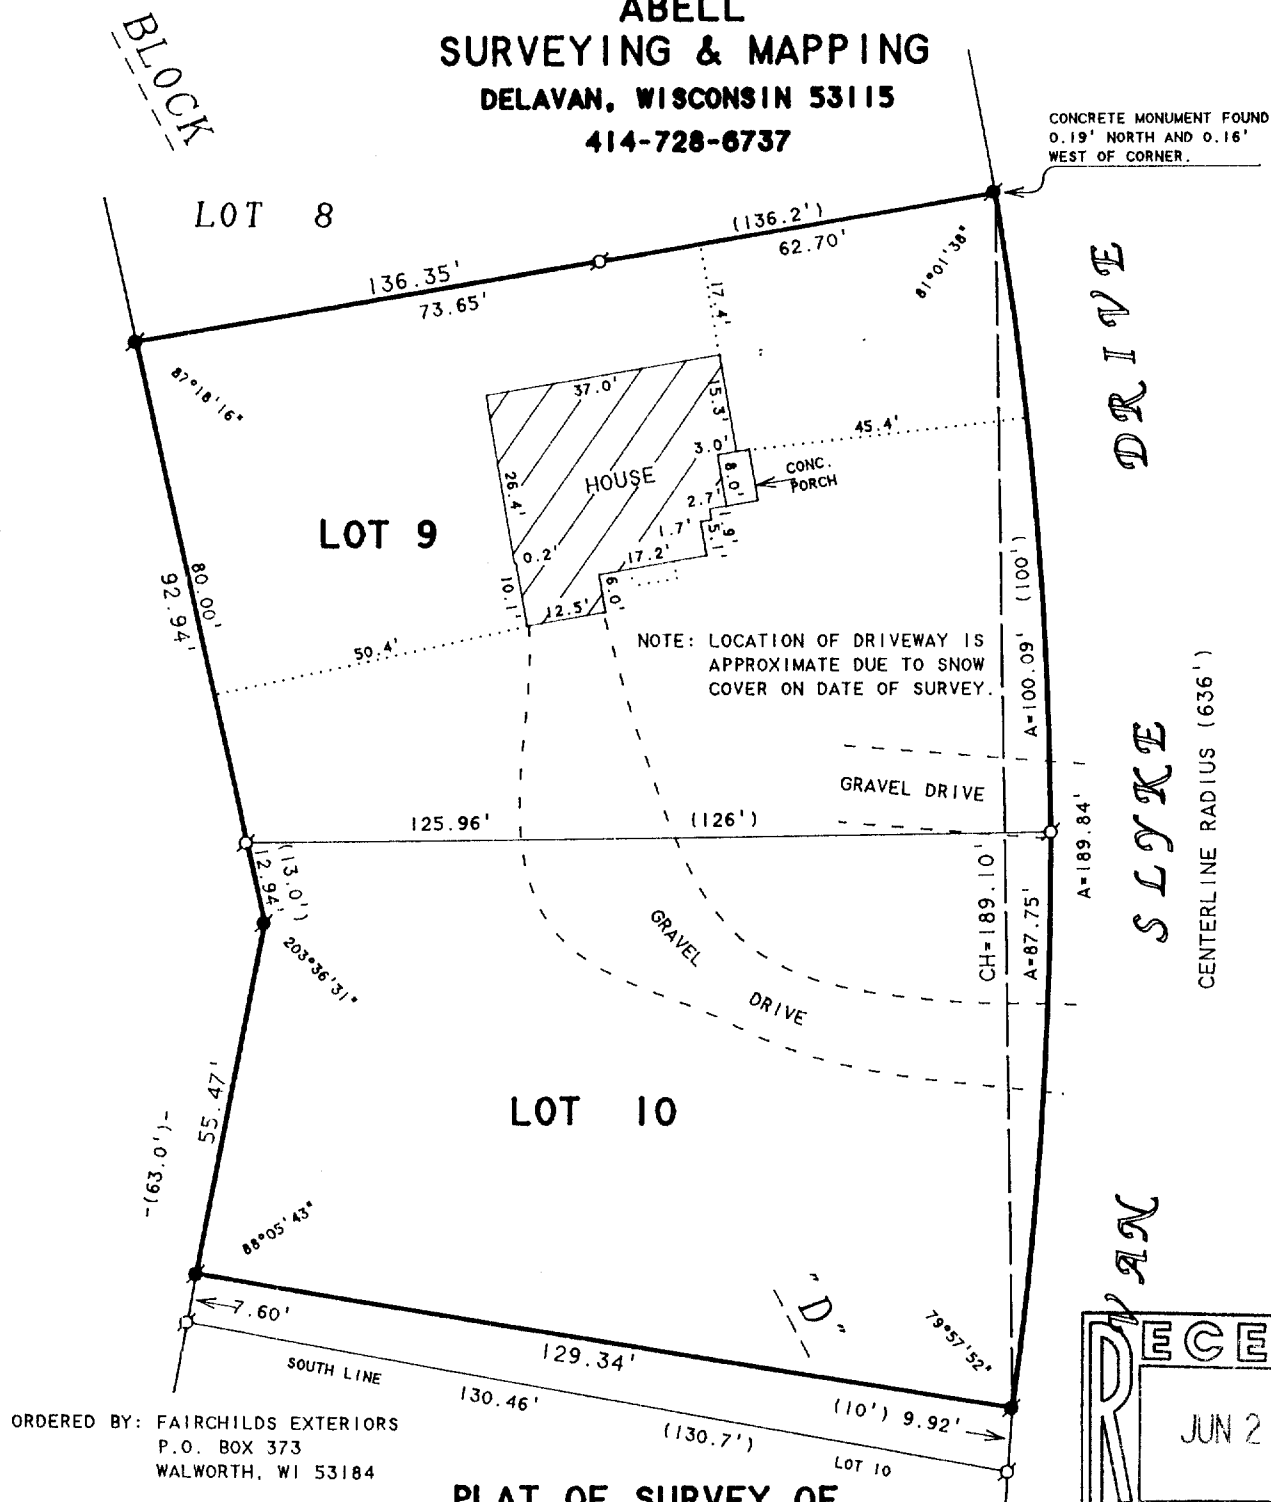 ABELL
SURVEYING & MAPPING
DELAVAN, WISCONSIN 53115
414-728-6737
BLOCK
CONCRETE MONUMENT FOUND
0.19' NORTH AND 0.16'
WEST OF CORNER.
LOT 8
(136.2')
62.70'
136.35'
73.65'
81°01'38"
87°18'16"
17.4'
37.0'
15.3'
45.4'
3.0'
8.0'
CONC.
PORCH
HOUSE
26.4'
2.7'
1.9'
1.7'
5.1'
LOT 9
0.2'
17.2'
10.1'
12.5'
6.0'
80.00'
92.94'
50.4'
NOTE: LOCATION OF DRIVEWAY IS
APPROXIMATE DUE TO SNOW
COVER ON DATE OF SURVEY.
A=100.09' (100')
VAN SLYKE DRIVE
CENTERLINE RADIUS (636')
GRAVEL DRIVE
125.96'
(126')
A=189.84'
CH=189.10'
A=87.75'
(13.0')
12.94'
203°36'31"
GRAVEL
DRIVE
55.47'
-(63.0')-
LOT 10
88°05'43"
"D"
79°57'52"
7.60'
129.34'
SOUTH LINE
130.46'
(130.7')
(10') 9.92'
LOT 10
ORDERED BY: FAIRCHILDS EXTERIORS
P.O. BOX 373
WALWORTH, WI 53184
RECE
JUN 2
PLAT OF SURVEY OF